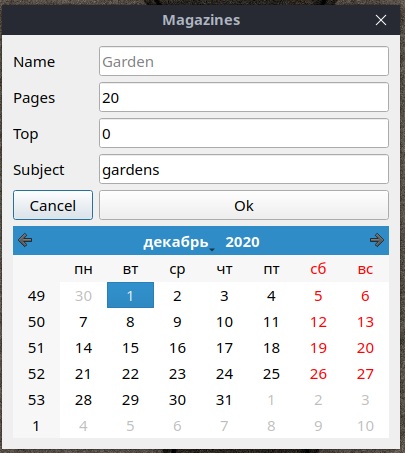 Magazines
Name Garden
Pages 20
Top 0
Subject gardens
Cancel Ok
декабрь 2020
пн вт ср чт пт сб вс
49 30 1 2 3 4 5 6
50 7 8 9 10 11 12 13
51 14 15 16 17 18 19 20
52 21 22 23 24 25 26 27
53 28 29 30 31 1 2 3
1 4 5 6 7 8 9 10